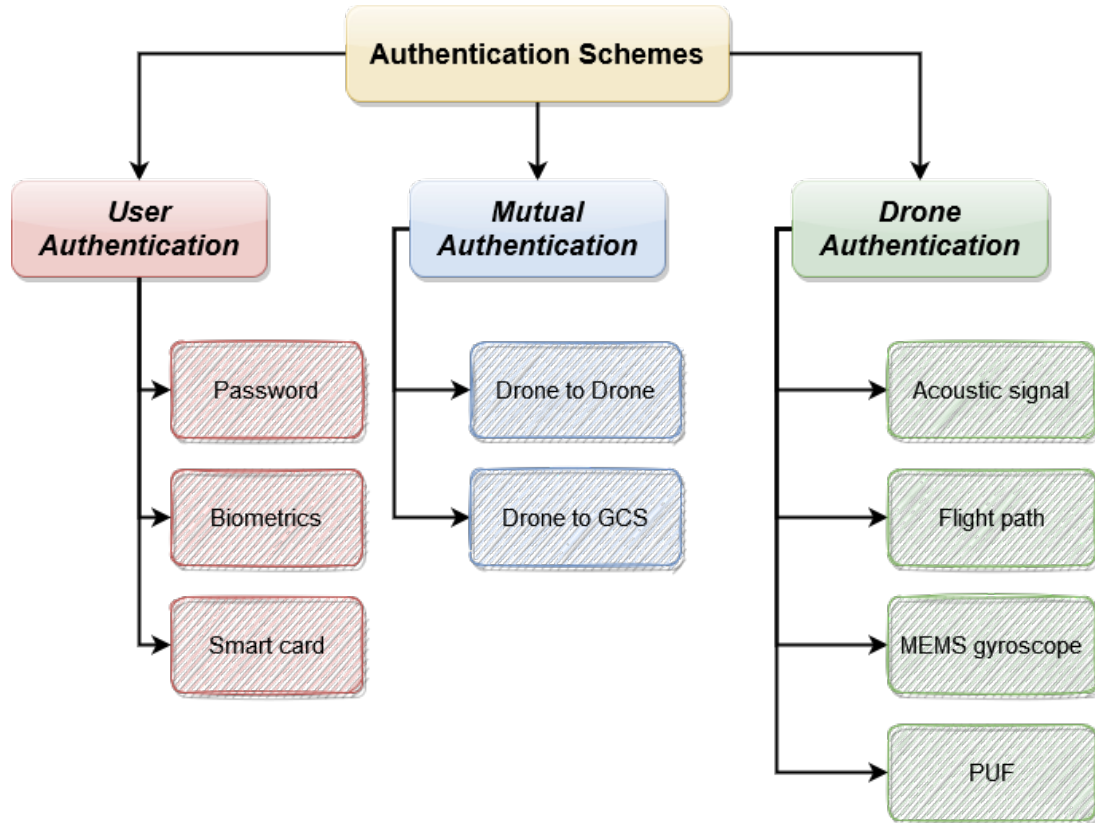 Authentication Schemes
User
Authentication
Mutual
Authentication
Drone
Authentication
Password
Drone to Drone
Acoustic signal
Biometrics
Drone to GCS
Flight path
Smart card
MEMS gyroscope
PUF